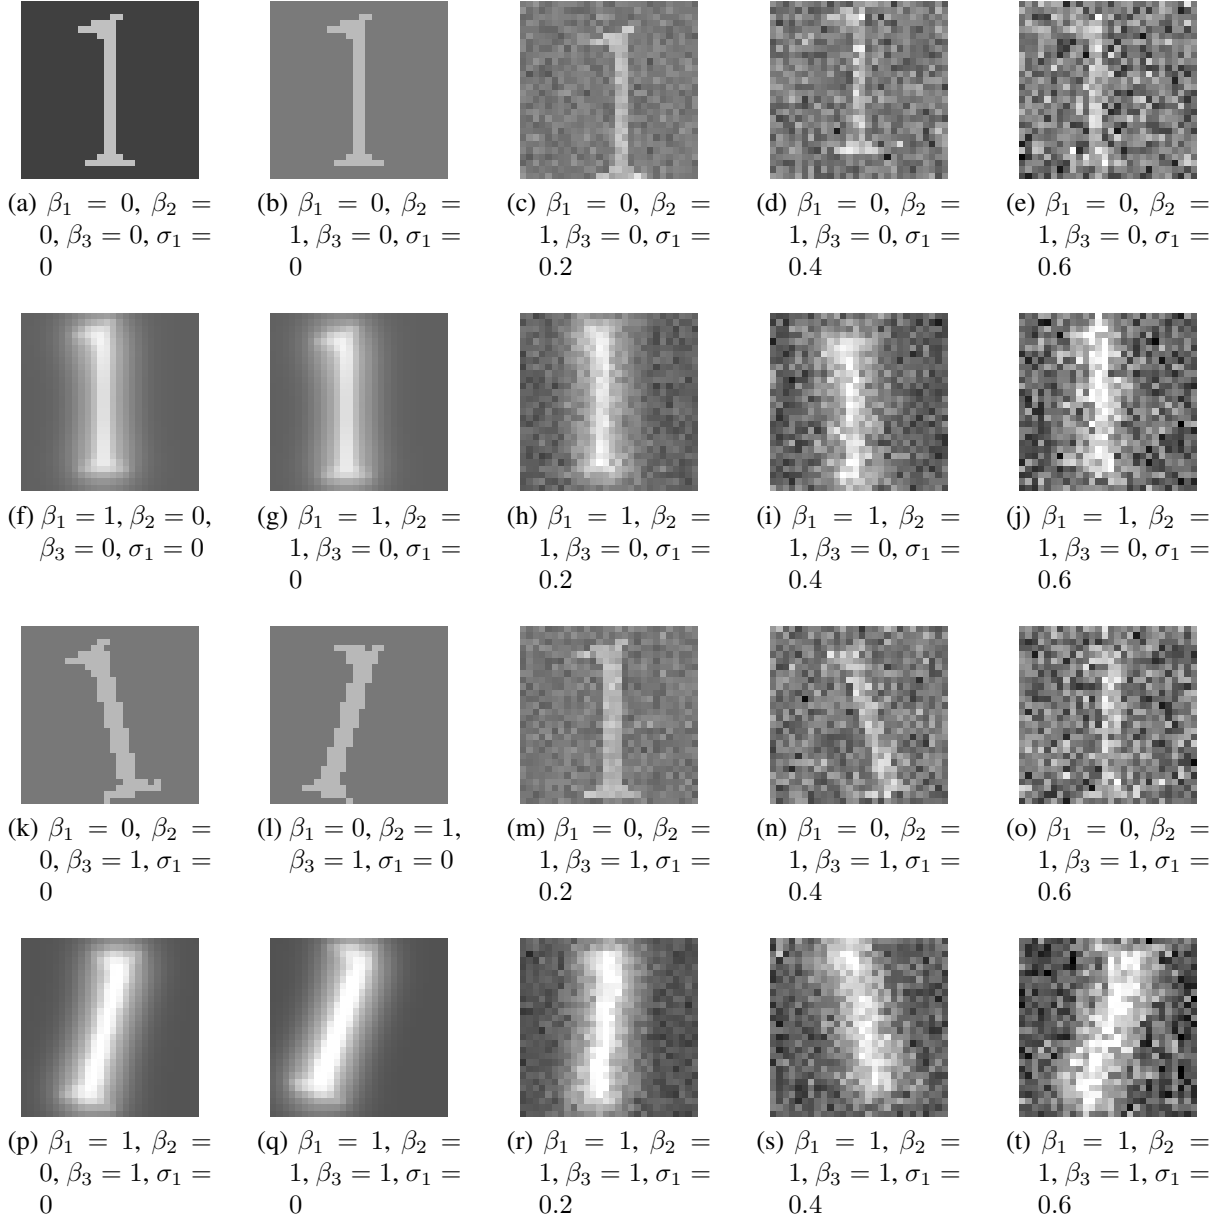 (a) β₁ = 0, β₂ =
0, β₃ = 0, σ₁ =
0
(b) β₁ = 0, β₂ =
1, β₃ = 0, σ₁ =
0
(c) β₁ = 0, β₂ =
1, β₃ = 0, σ₁ =
0.2
(d) β₁ = 0, β₂ =
1, β₃ = 0, σ₁ =
0.4
(e) β₁ = 0, β₂ =
1, β₃ = 0, σ₁ =
0.6
(f) β₁ = 1, β₂ = 0,
β₃ = 0, σ₁ = 0
(g) β₁ = 1, β₂ =
1, β₃ = 0, σ₁ =
0
(h) β₁ = 1, β₂ =
1, β₃ = 0, σ₁ =
0.2
(i) β₁ = 1, β₂ =
1, β₃ = 0, σ₁ =
0.4
(j) β₁ = 1, β₂ =
1, β₃ = 0, σ₁ =
0.6
(k) β₁ = 0, β₂ =
0, β₃ = 1, σ₁ =
0
(l) β₁ = 0, β₂ = 1,
β₃ = 1, σ₁ = 0
(m) β₁ = 0, β₂ =
1, β₃ = 1, σ₁ =
0.2
(n) β₁ = 0, β₂ =
1, β₃ = 1, σ₁ =
0.4
(o) β₁ = 0, β₂ =
1, β₃ = 1, σ₁ =
0.6
(p) β₁ = 1, β₂ =
0, β₃ = 1, σ₁ =
0
(q) β₁ = 1, β₂ =
1, β₃ = 1, σ₁ =
0
(r) β₁ = 1, β₂ =
1, β₃ = 1, σ₁ =
0.2
(s) β₁ = 1, β₂ =
1, β₃ = 1, σ₁ =
0.4
(t) β₁ = 1, β₂ =
1, β₃ = 1, σ₁ =
0.6